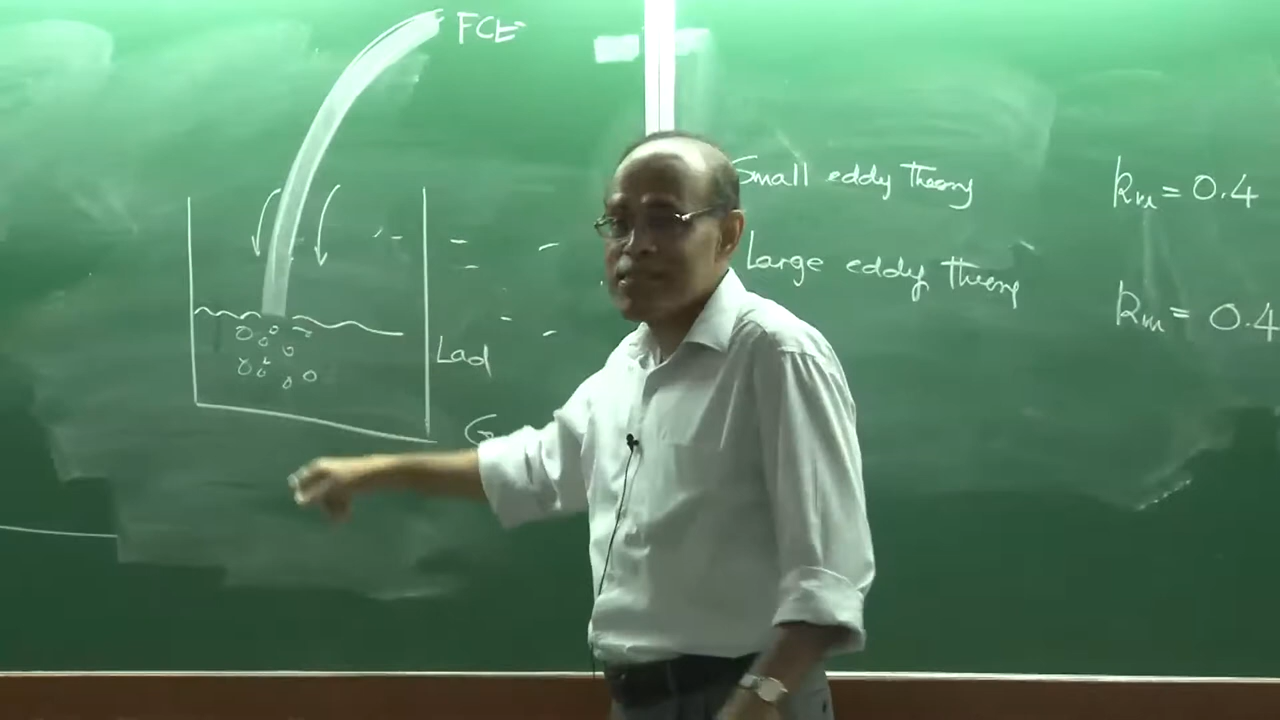 FCE
Small eddy Theory
Large eddy theory
km = 0.4
km = 0.4
Lad
G